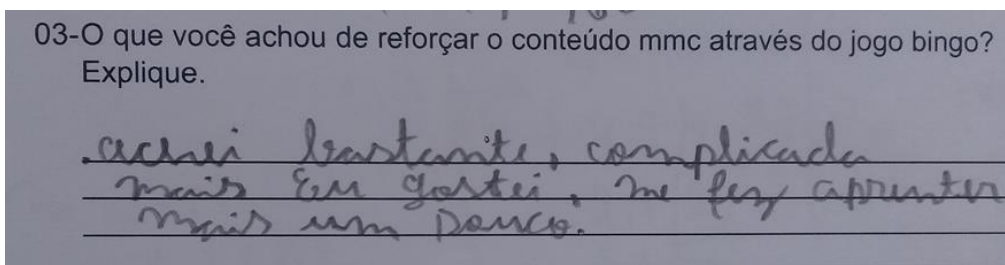 03-O que você achou de reforçar o conteúdo mmc através do jogo bingo?
Explique.
.achei bastante, complicada
mais Eu gostei, me fez aprenter
mais um pouco.